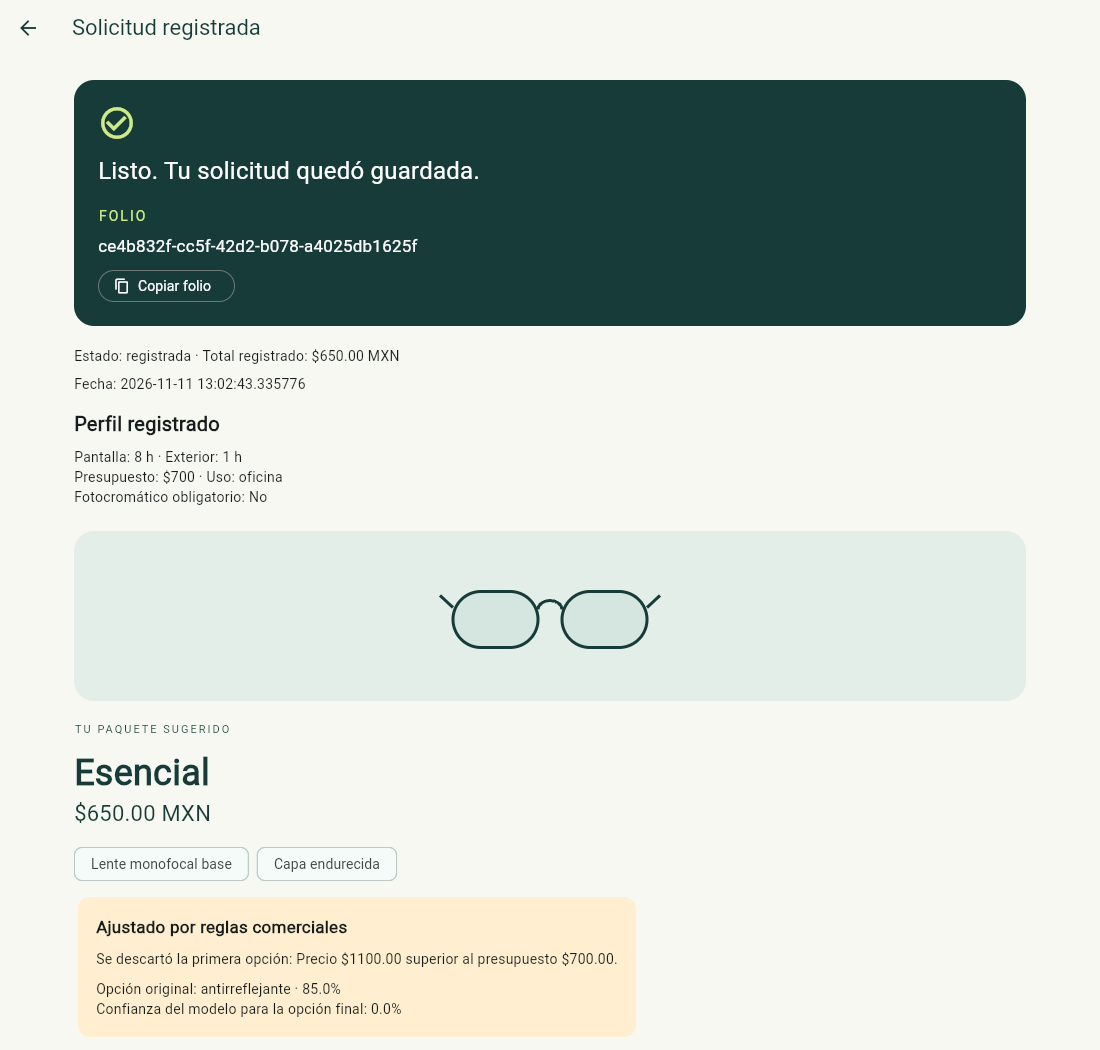 Solicitud registrada
Listo. Tu solicitud quedó guardada.
FOLIO
ce4b832f-cc5f-42d2-b078-a4025db1625f
Copiar folio
Estado: registrada · Total registrado: $650.00 MXN
Fecha: 2026-11-11 13:02:43.335776
Perfil registrado
Pantalla: 8 h · Exterior: 1 h
Presupuesto: $700 · Uso: oficina
Fotocromático obligatorio: No
TU PAQUETE SUGERIDO
Esencial
$650.00 MXN
Lente monofocal base
Capa endurecida
Ajustado por reglas comerciales
Se descartó la primera opción: Precio $1100.00 superior al presupuesto $700.00.
Opción original: antirreflejante · 85.0%
Confianza del modelo para la opción final: 0.0%